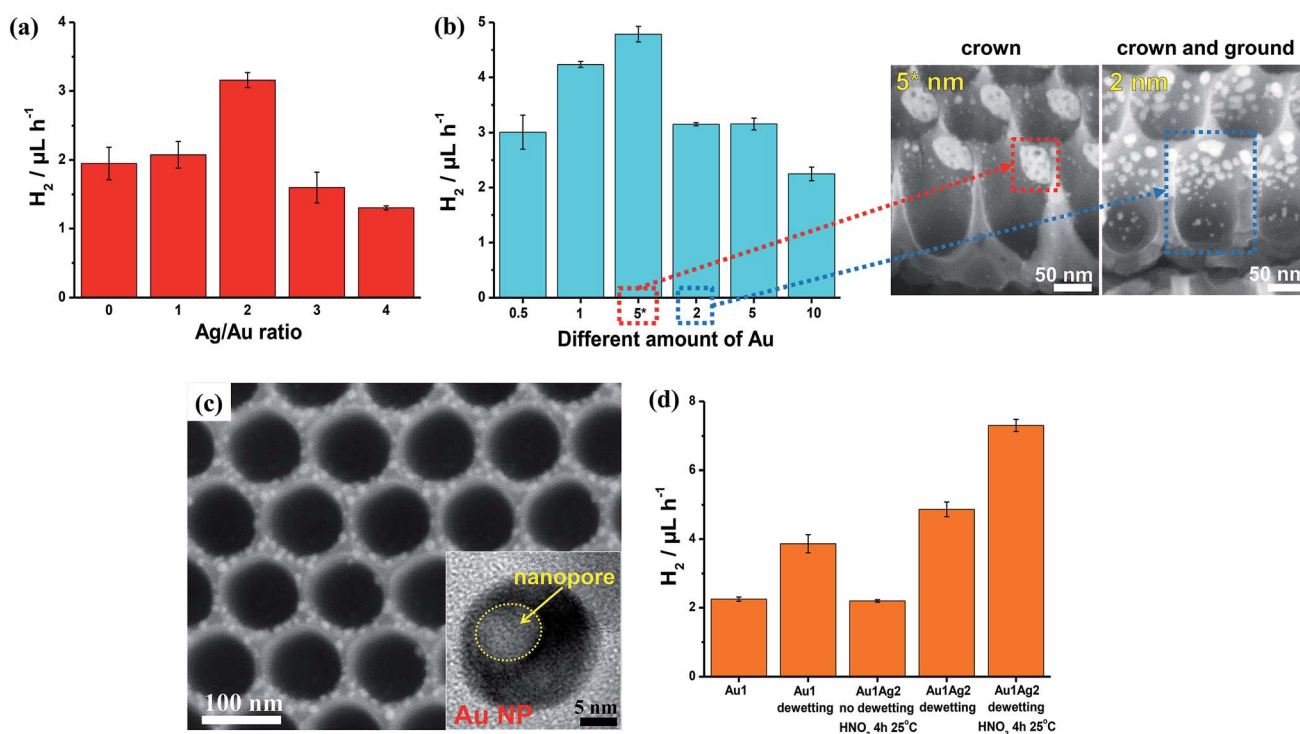 (a)
4
3
2
1
0
H₂ / µL h⁻¹
0 1 2 3 4
Ag/Au ratio
(b)
5
4
3
2
1
0
H₂ / µL h⁻¹
0.5 1 5* 2 5 10
Different amount of Au
crown
5* nm
50 nm
crown and ground
2 nm
50 nm
(c)
100 nm
nanopore
Au NP
5 nm
(d)
8
6
4
2
0
H₂ / µL h⁻¹
Au1
Au1
dewetting
Au1Ag2
no dewetting
HNO₃ 4h 25°C
Au1Ag2
dewetting
Au1Ag2
dewetting
HNO₃ 4h 25°C